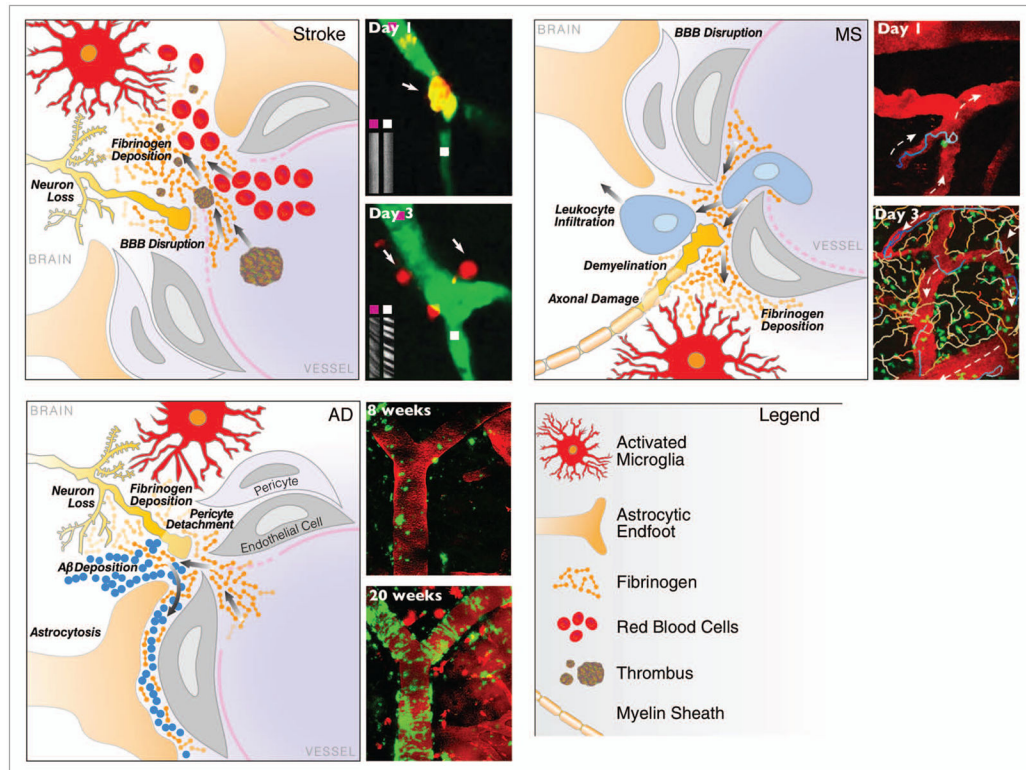 Stroke
BRAIN
Fibrinogen
Deposition
Neuron
Loss
BBB Disruption
BRAIN
VESSEL
Day 1
Day 3
BRAIN
BBB Disruption
MS
Leukocyte
Infiltration
VESSEL
Demyelination
Axonal Damage
Fibrinogen
Deposition
Day 1
Day 3
BRAIN
AD
Neuron
Loss
Fibrinogen
Deposition
Pericyte
Detachment
Pericyte
Endothelial Cell
Aβ Deposition
Astrocytosis
VESSEL
8 weeks
20 weeks
Legend
Activated
Microglia
Astrocytic
Endfoot
Fibrinogen
Red Blood Cells
Thrombus
Myelin Sheath